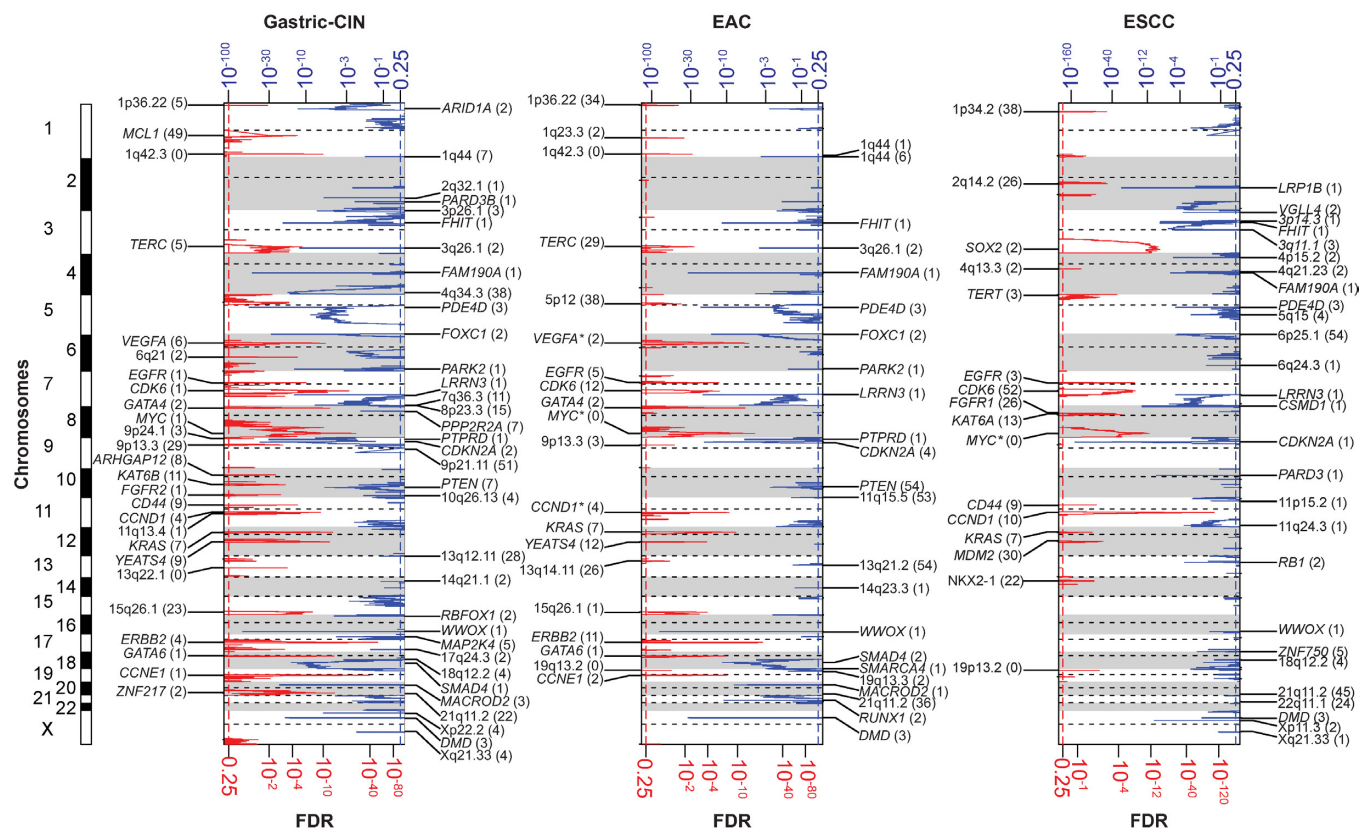 Gastric-CIN
EAC
ESCC
10^-100 10^-30 10^-10 10^-3 10^-1 0.25
10^-100 10^-10 10^-3 10^-1 0.25
10^-160 10^-40 10^-4 10^-1 0.25
Chromosomes
1
2
3
4
5
6
7
8
9
10
11
12
13
14
15
16
17
18
19
20
21
22
X
1p36.22 (5)
MCL1 (49)
1q42.3 (0)
TERC (5)
VEGFA (6)
6q21 (2)
EGFR (1)
CDK6 (1)
GATA4 (2)
MYC (1)
9p24.1 (3)
9p13.3 (29)
ARHGAP12 (8)
KAT6B (11)
FGFR2 (1)
CD44 (9)
CCND1 (4)
11q13.4 (1)
KRAS (7)
YEATS4 (9)
13q22.1 (0)
15q26.1 (23)
ERBB2 (4)
GATA6 (1)
CCNE1 (1)
ZNF217 (2)
ARID1A (2)
1q44 (7)
2q32.1 (1)
PARD3B (1)
3p26.1 (3)
FHIT (1)
3q26.1 (2)
FAM190A (1)
4q34.3 (38)
PDE4D (3)
FOXC1 (2)
PARK2 (1)
LRRN3 (1)
7q36.3 (11)
8p23.3 (15)
PPP2R2A (7)
PTPRD (1)
CDKN2A (2)
9p21.11 (51)
PTEN (7)
10q26.13 (4)
13q12.11 (28)
14q21.1 (2)
RBFOX1 (2)
WWOX (1)
MAP2K4 (5)
17q24.3 (2)
18q12.2 (4)
SMAD4 (1)
MACROD2 (3)
21q11.2 (22)
Xp22.2 (4)
DMD (3)
Xq21.33 (4)
1p36.22 (34)
1q23.3 (2)
1q42.3 (0)
TERC (29)
5p12 (38)
VEGFA* (2)
EGFR (5)
CDK6 (12)
GATA4 (2)
MYC* (0)
9p13.3 (3)
CCND1* (4)
KRAS (7)
YEATS4 (12)
13q14.11 (26)
15q26.1 (1)
ERBB2 (11)
GATA6 (1)
19q13.2 (0)
CCNE1 (2)
1q44 (1)
1q44 (6)
FHIT (1)
3q26.1 (2)
FAM190A (1)
PDE4D (3)
FOXC1 (2)
PARK2 (1)
LRRN3 (1)
PTPRD (1)
CDKN2A (4)
PTEN (54)
11q15.5 (53)
13q21.2 (54)
14q23.3 (1)
WWOX (1)
SMAD4 (2)
SMARCA4 (1)
19q13.3 (2)
MACROD2 (1)
21q11.2 (36)
RUNX1 (2)
DMD (3)
1p34.2 (38)
2q14.2 (26)
SOX2 (2)
4q13.3 (2)
TERT (3)
EGFR (3)
CDK6 (52)
FGFR1 (26)
KAT6A (13)
MYC* (0)
CD44 (9)
CCND1 (10)
KRAS (7)
MDM2 (30)
NKX2-1 (22)
19p13.2 (0)
LRP1B (1)
VGLL4 (2)
3p14.3 (1)
FHIT (1)
3q11.1 (3)
4p15.2 (2)
4q21.23 (2)
FAM190A (1)
PDE4D (3)
5q15 (4)
6p25.1 (54)
6q24.3 (1)
LRRN3 (1)
CSMD1 (1)
CDKN2A (1)
PARD3 (1)
11p15.2 (1)
11q24.3 (1)
RB1 (2)
WWOX (1)
ZNF750 (5)
18q12.2 (4)
21q11.2 (45)
22q11.1 (24)
DMD (3)
Xp11.3 (2)
Xq21.33 (1)
0.25 10^-2 10^-4 10^-10 10^-40 10^-80
0.25 10^-2 10^-4 10^-10 10^-40 10^-80
0.25 10^-1 10^-4 10^-12 10^-40 10^-120
FDR
FDR
FDR